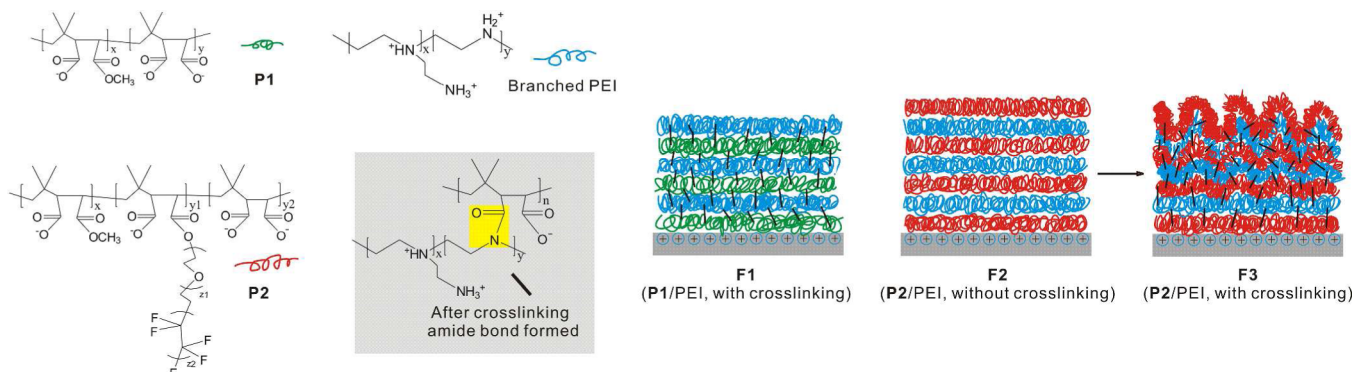 x
y
-O O O OCH3 -O O O O-
P1
+HN x H2+ N y
NH3+
Branched PEI
x y1 y2
-O O O OCH3 -O O O O -O O O O-
O
z1
P2
F F F F
z2 F
n
O O O-
+HN x N y
NH3+
After crosslinking
amide bond formed
+ + + + + + + + + + +
F1
(P1/PEI, with crosslinking)
+ + + + + + + + + + +
F2
(P2/PEI, without crosslinking)
+ + + + + + + + + + +
F3
(P2/PEI, with crosslinking)